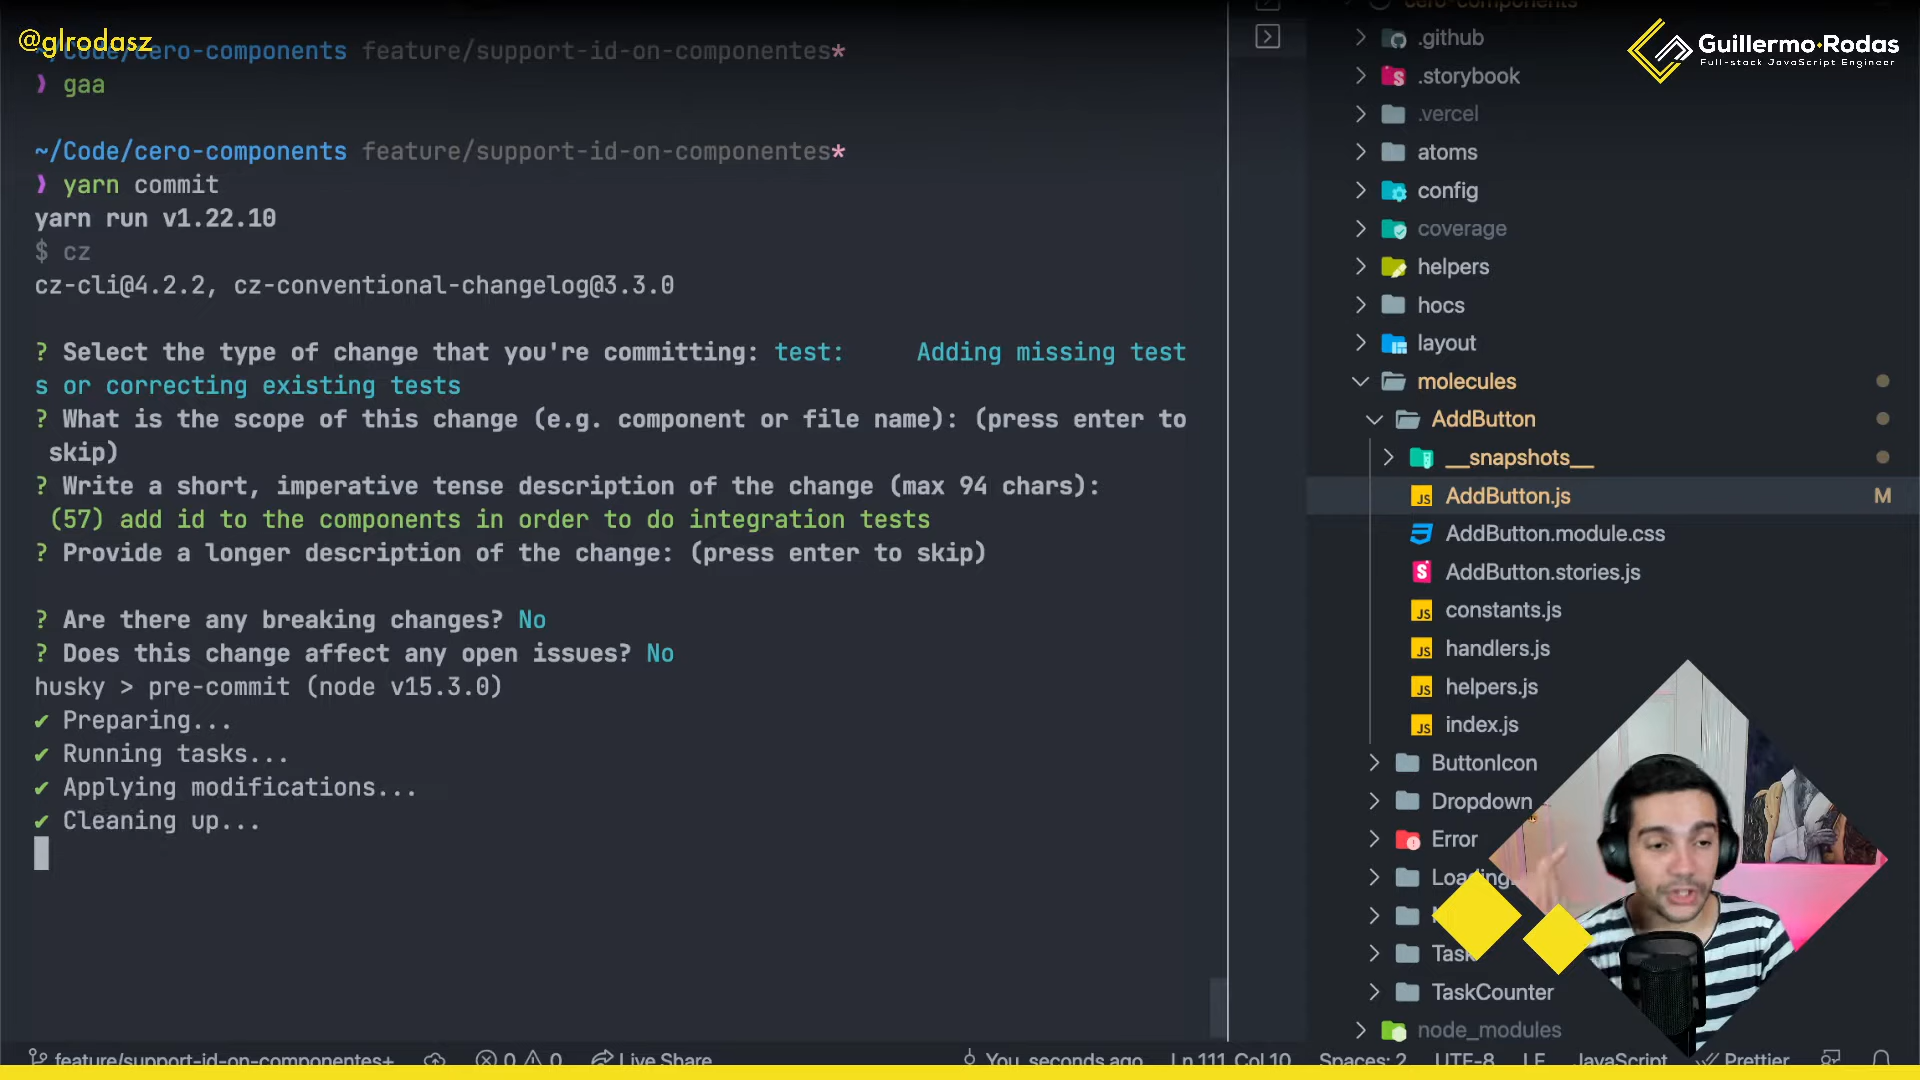 @glrodasz
~/Code/cero-components feature/support-id-on-componentes*
❯ gaa
~/Code/cero-components feature/support-id-on-componentes*
❯ yarn commit
yarn run v1.22.10
$ cz
cz-cli@4.2.2, cz-conventional-changelog@3.3.0
? Select the type of change that you're committing: test:     Adding missing test
s or correcting existing tests
? What is the scope of this change (e.g. component or file name): (press enter to
skip)
? Write a short, imperative tense description of the change (max 94 chars):
(57) add id to the components in order to do integration tests
? Provide a longer description of the change: (press enter to skip)
? Are there any breaking changes? No
? Does this change affect any open issues? No
husky > pre-commit (node v15.3.0)
✔ Preparing...
✔ Running tasks...
✔ Applying modifications...
✔ Cleaning up...
cero-components
.github
.storybook
.vercel
atoms
config
coverage
helpers
hocs
layout
molecules
AddButton
__snapshots__
AddButton.js M
AddButton.module.css
AddButton.stories.js
constants.js
handlers.js
helpers.js
index.js
ButtonIcon
Dropdown
Error
Task
TaskCounter
node_modules
Guillermo·Rodas
Full-stack JavaScript Engineer
feature/support-id-on-componentes+ 0 0 Live Share You, seconds ago Ln 111, Col 10 Spaces: 2 UTF-8 LF JavaScript Prettier